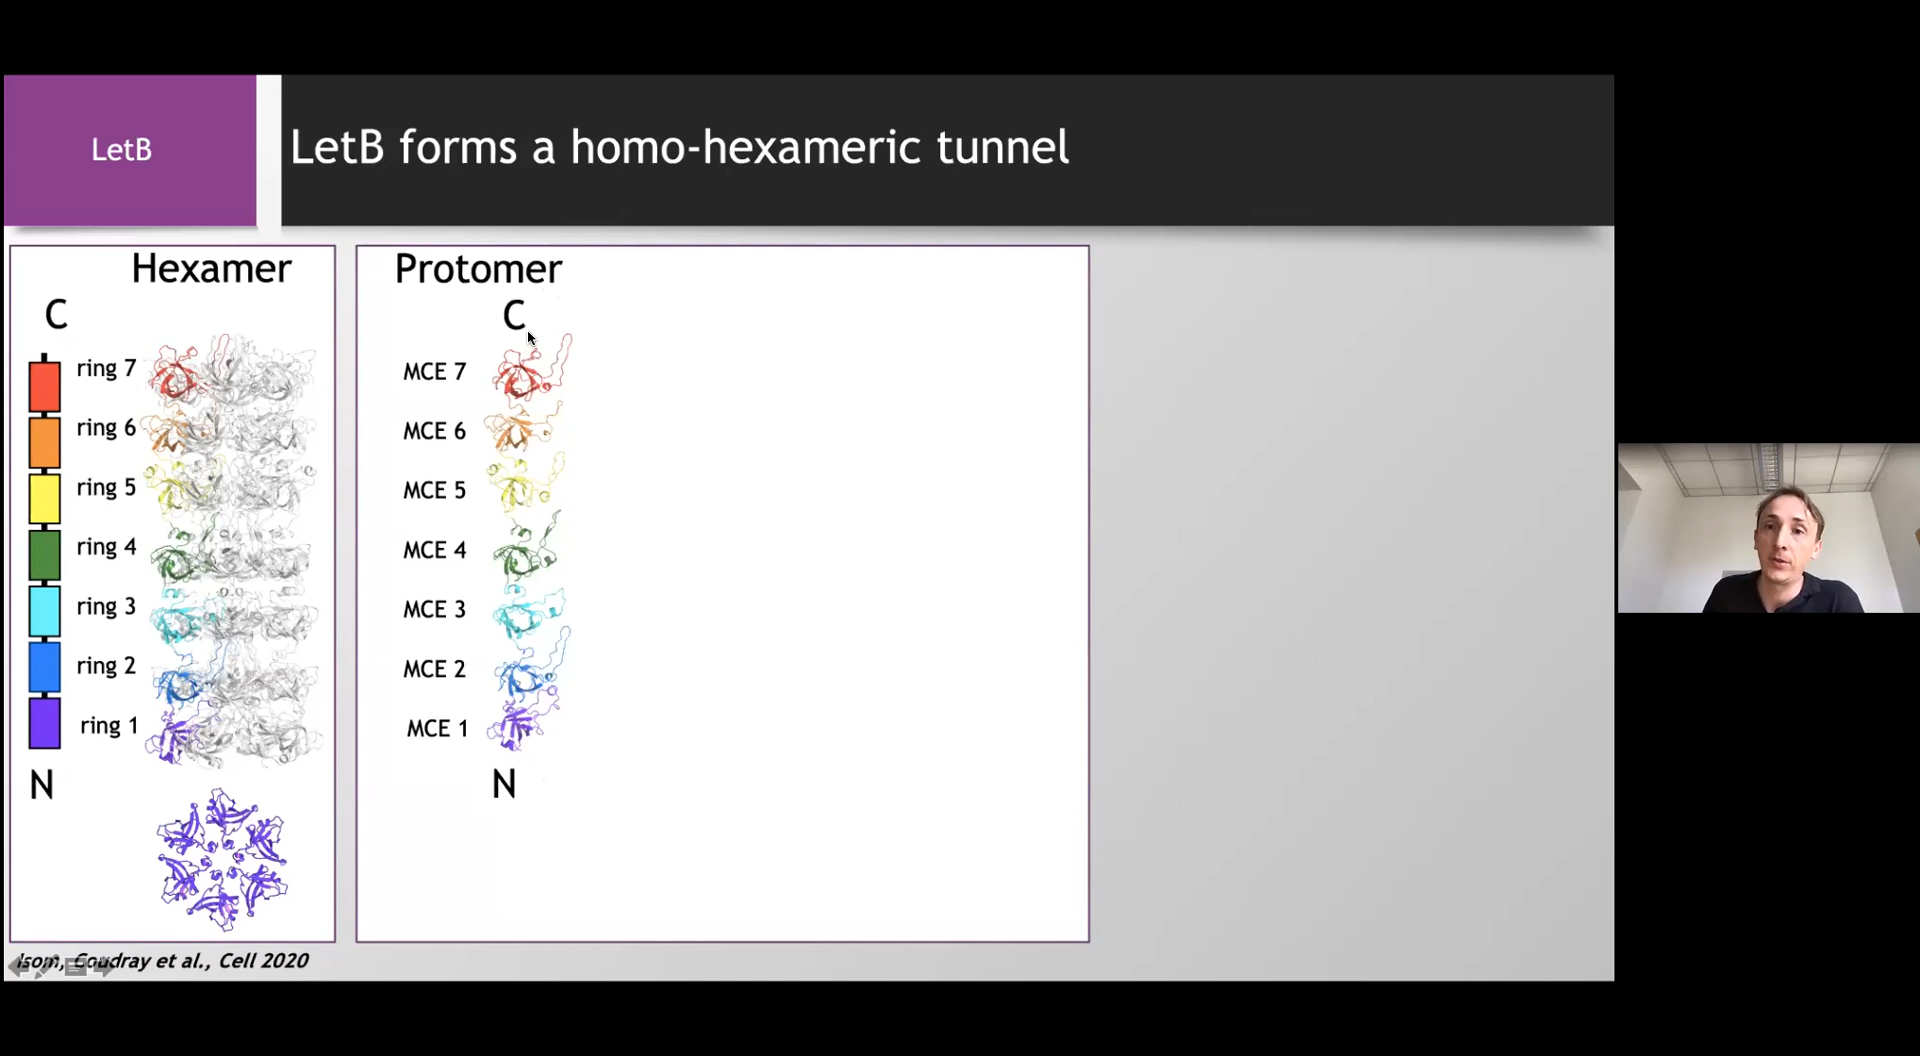 LetB
LetB forms a homo-hexameric tunnel
Hexamer
C
ring 7
ring 6
ring 5
ring 4
ring 3
ring 2
ring 1
N
Protomer
C
MCE 7
MCE 6
MCE 5
MCE 4
MCE 3
MCE 2
MCE 1
N
Isom, Coudray et al., Cell 2020